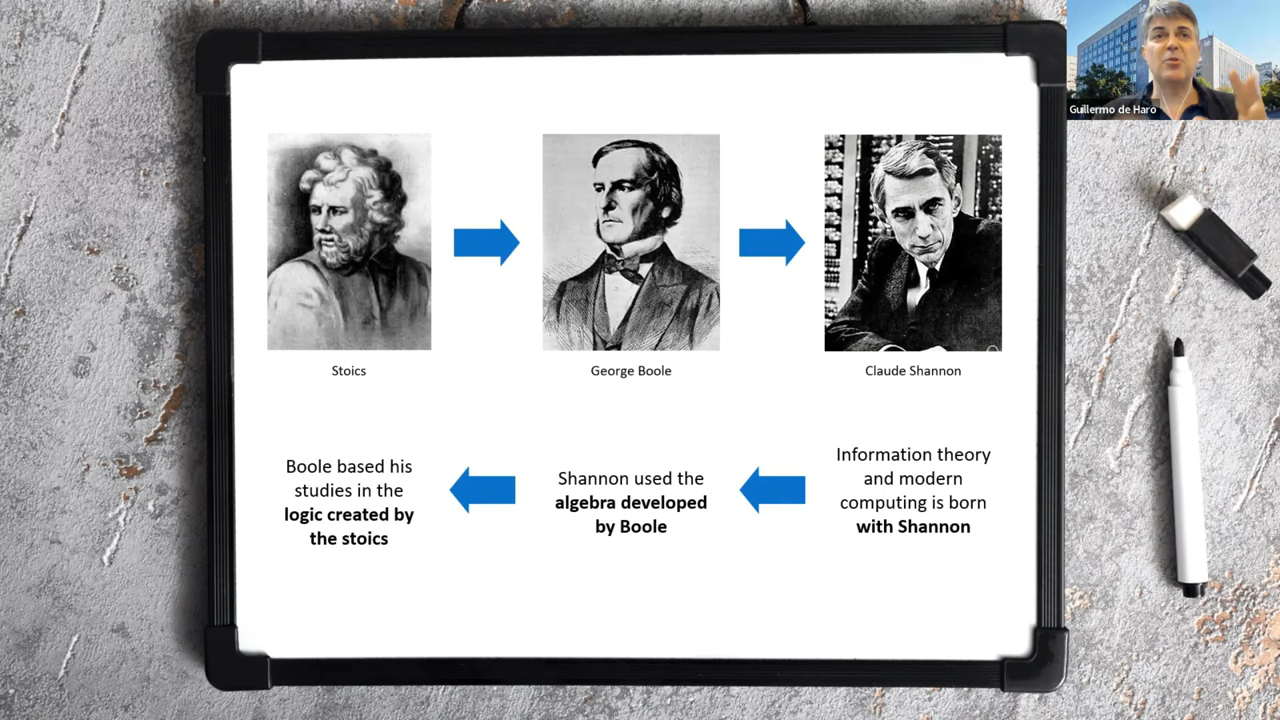 Guillermo de Haro
Stoics
George Boole
Claude Shannon
Boole based his
studies in the
logic created by
the stoics
Shannon used the
algebra developed
by Boole
Information theory
and modern
computing is born
with Shannon